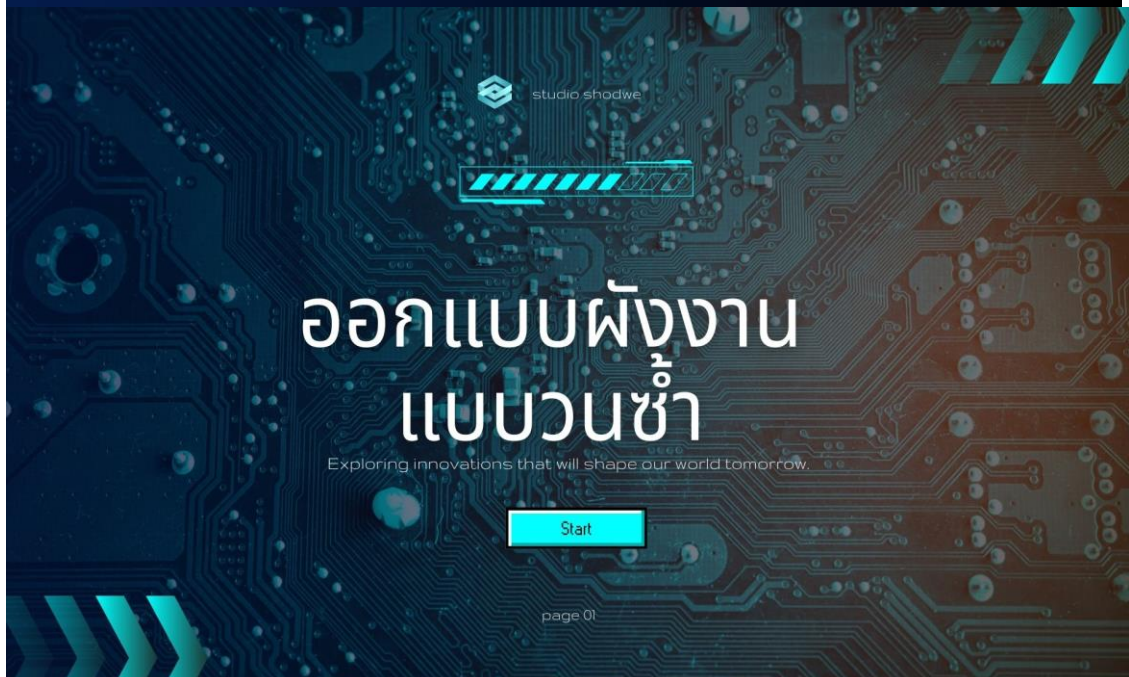 studio shodwe
ออกแบบผังงาน
แบบวนซ้ำ
Exploring innovations that will shape our world tomorrow.
Start
page 01